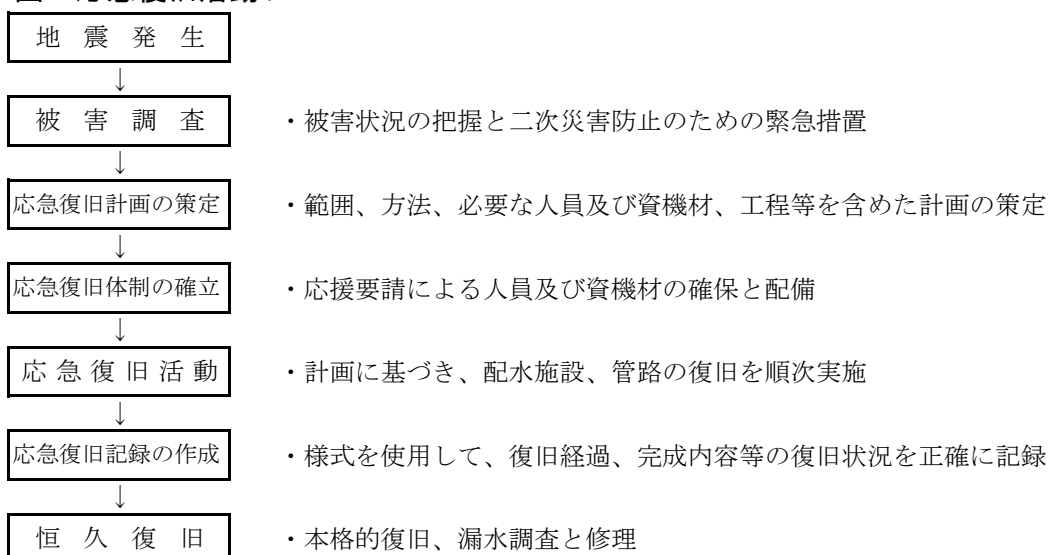 地震発生
↓
被害調査 ・被害状況の把握と二次災害防止のための緊急措置
↓
応急復旧計画の策定 ・範囲、方法、必要な人員及び資機材、工程等を含めた計画の策定
↓
応急復旧体制の確立 ・応援要請による人員及び資機材の確保と配備
↓
応急復旧活動 ・計画に基づき、配水施設、管路の復旧を順次実施
↓
応急復旧記録の作成 ・様式を使用して、復旧経過、完成内容等の復旧状況を正確に記録
↓
恒久復旧 ・本格的復旧、漏水調査と修理